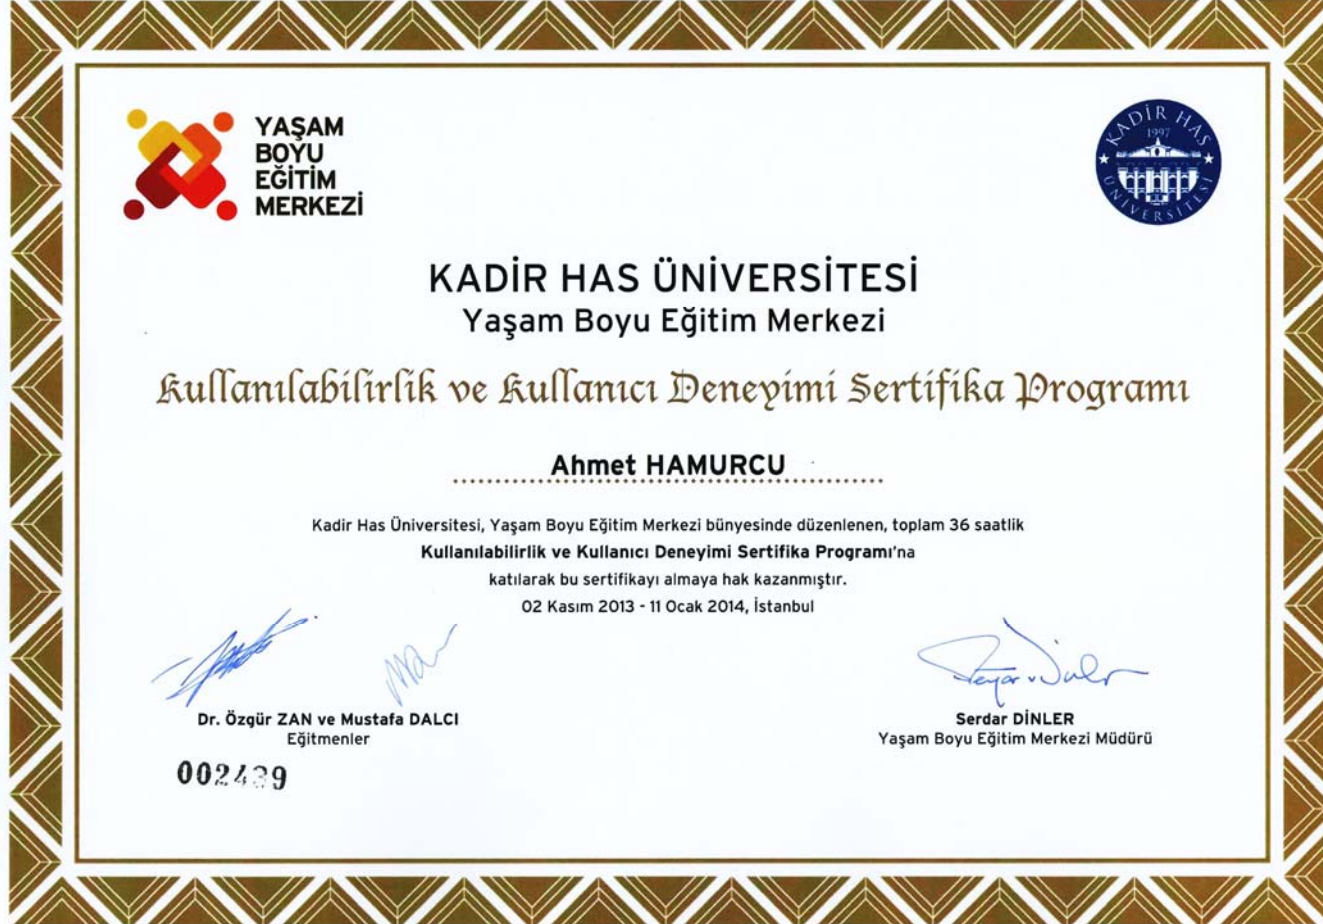 YAŞAM
BOYU
EĞİTİM
MERKEZİ
KADİR HAS
1997
ÜNİVERSİTESİ
KADİR HAS ÜNİVERSİTESİ
Yaşam Boyu Eğitim Merkezi
Kullanılabilirlik ve Kullanıcı Deneyimi Sertifika Programı
Ahmet HAMURCU
Kadir Has Üniversitesi, Yaşam Boyu Eğitim Merkezi bünyesinde düzenlenen, toplam 36 saatlik
Kullanılabilirlik ve Kullanıcı Deneyimi Sertifika Programı'na
katılarak bu sertifikayı almaya hak kazanmıştır.
02 Kasım 2013 - 11 Ocak 2014, İstanbul
Dr. Özgür ZAN ve Mustafa DALCI
Eğitmenler
Serdar DİNLER
Yaşam Boyu Eğitim Merkezi Müdürü